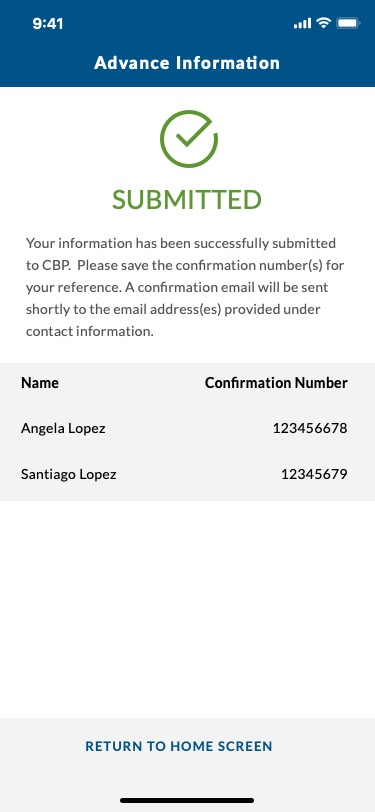 9:41
Advance Information
SUBMITTED
Your information has been successfully submitted
to CBP.  Please save the confirmation number(s) for
your reference. A confirmation email will be sent
shortly to the email address(es) provided under
contact information.
Name Confirmation Number
Angela Lopez 123456678
Santiago Lopez 12345679
RETURN TO HOME SCREEN